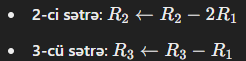 • 2-ci sətrə: R₂ ← R₂ − 2R₁
• 3-cü sətrə: R₃ ← R₃ − R₁